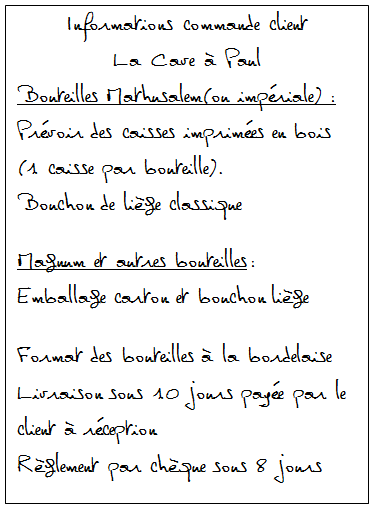 Informations commande client
La Cave à Paul
Bouteilles Mathusalem(ou impériale) :
Prévoir des caisses imprimées en bois
(1 caisse par bouteille).
Bouchon de liège classique
Magnum et autres bouteilles :
Emballage carton et bouchon liège
Format des bouteilles à la bordelaise
Livraison sous 10 jours payée par le
client à réception
Règlement par chèque sous 8 jours